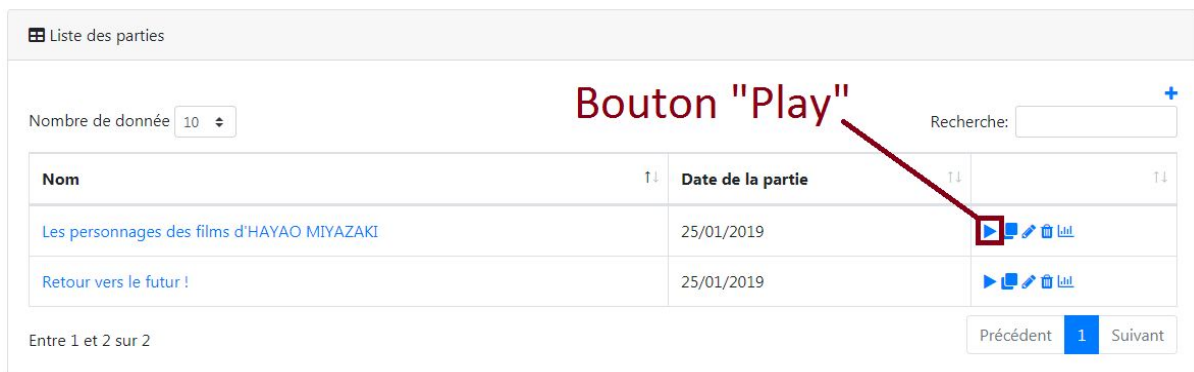 Liste des parties
Bouton "Play"
Nombre de donnée 10
Recherche:
Nom Date de la partie
Les personnages des films d'HAYAO MIYAZAKI 25/01/2019
Retour vers le futur ! 25/01/2019
Entre 1 et 2 sur 2
Précédent 1 Suivant